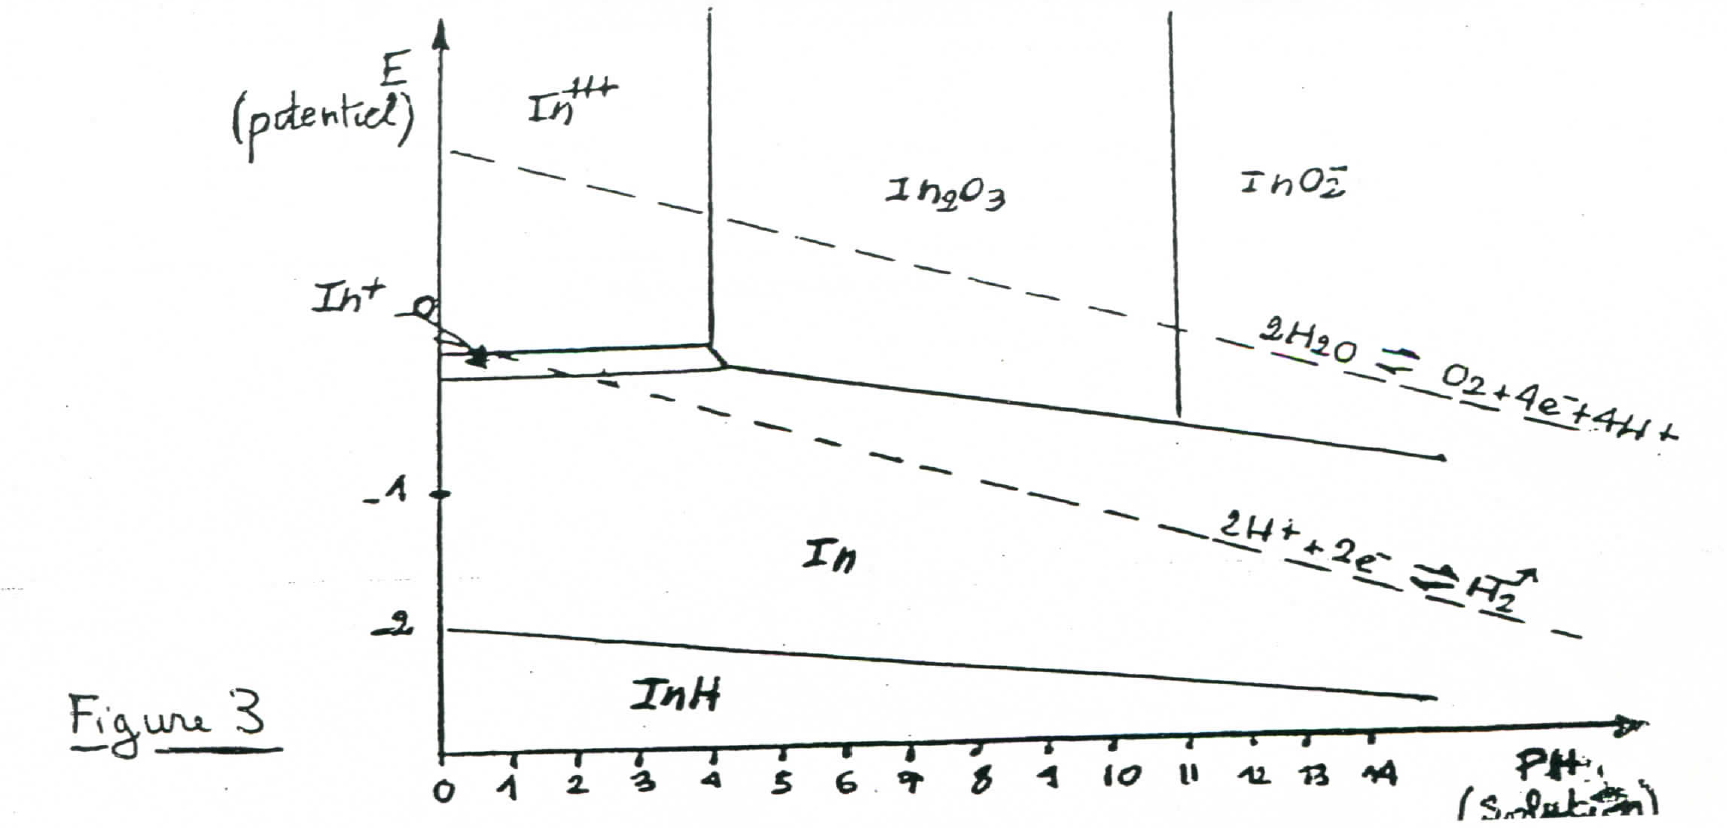 E
(potentiel)
In+++
In2O3
InO2-
In+
0
2H2O ⇌ O2+4e-+4H+
-1
2H+ + 2e- ⇌ H2↗
In
-2
InH
Figure 3
0 1 2 3 4 5 6 7 8 9 10 11 12 13 14
PH
(solution)